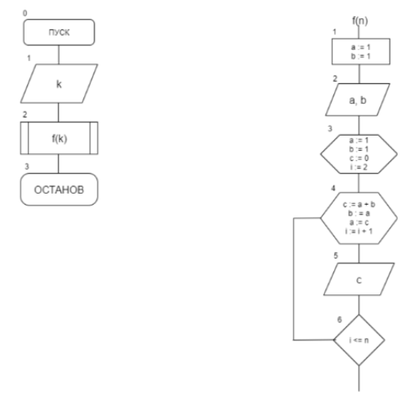 0
ПУСК
1
k
2
f(k)
3
ОСТАНОВ
f(n)
1
a := 1
b := 1
2
a, b
3
a := 1
b := 1
c := 0
i := 2
4
c := a + b
b := a
a := c
i := i + 1
5
c
6
i <= n